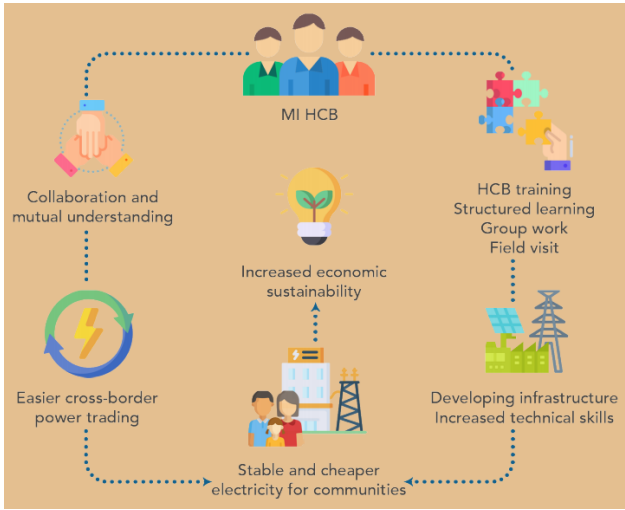 MI HCB
Collaboration and
mutual understanding
HCB training
Structured learning
Group work
Field visit
Increased economic
sustainability
Easier cross-border
power trading
Developing infrastructure
Increased technical skills
Stable and cheaper
electricity for communities